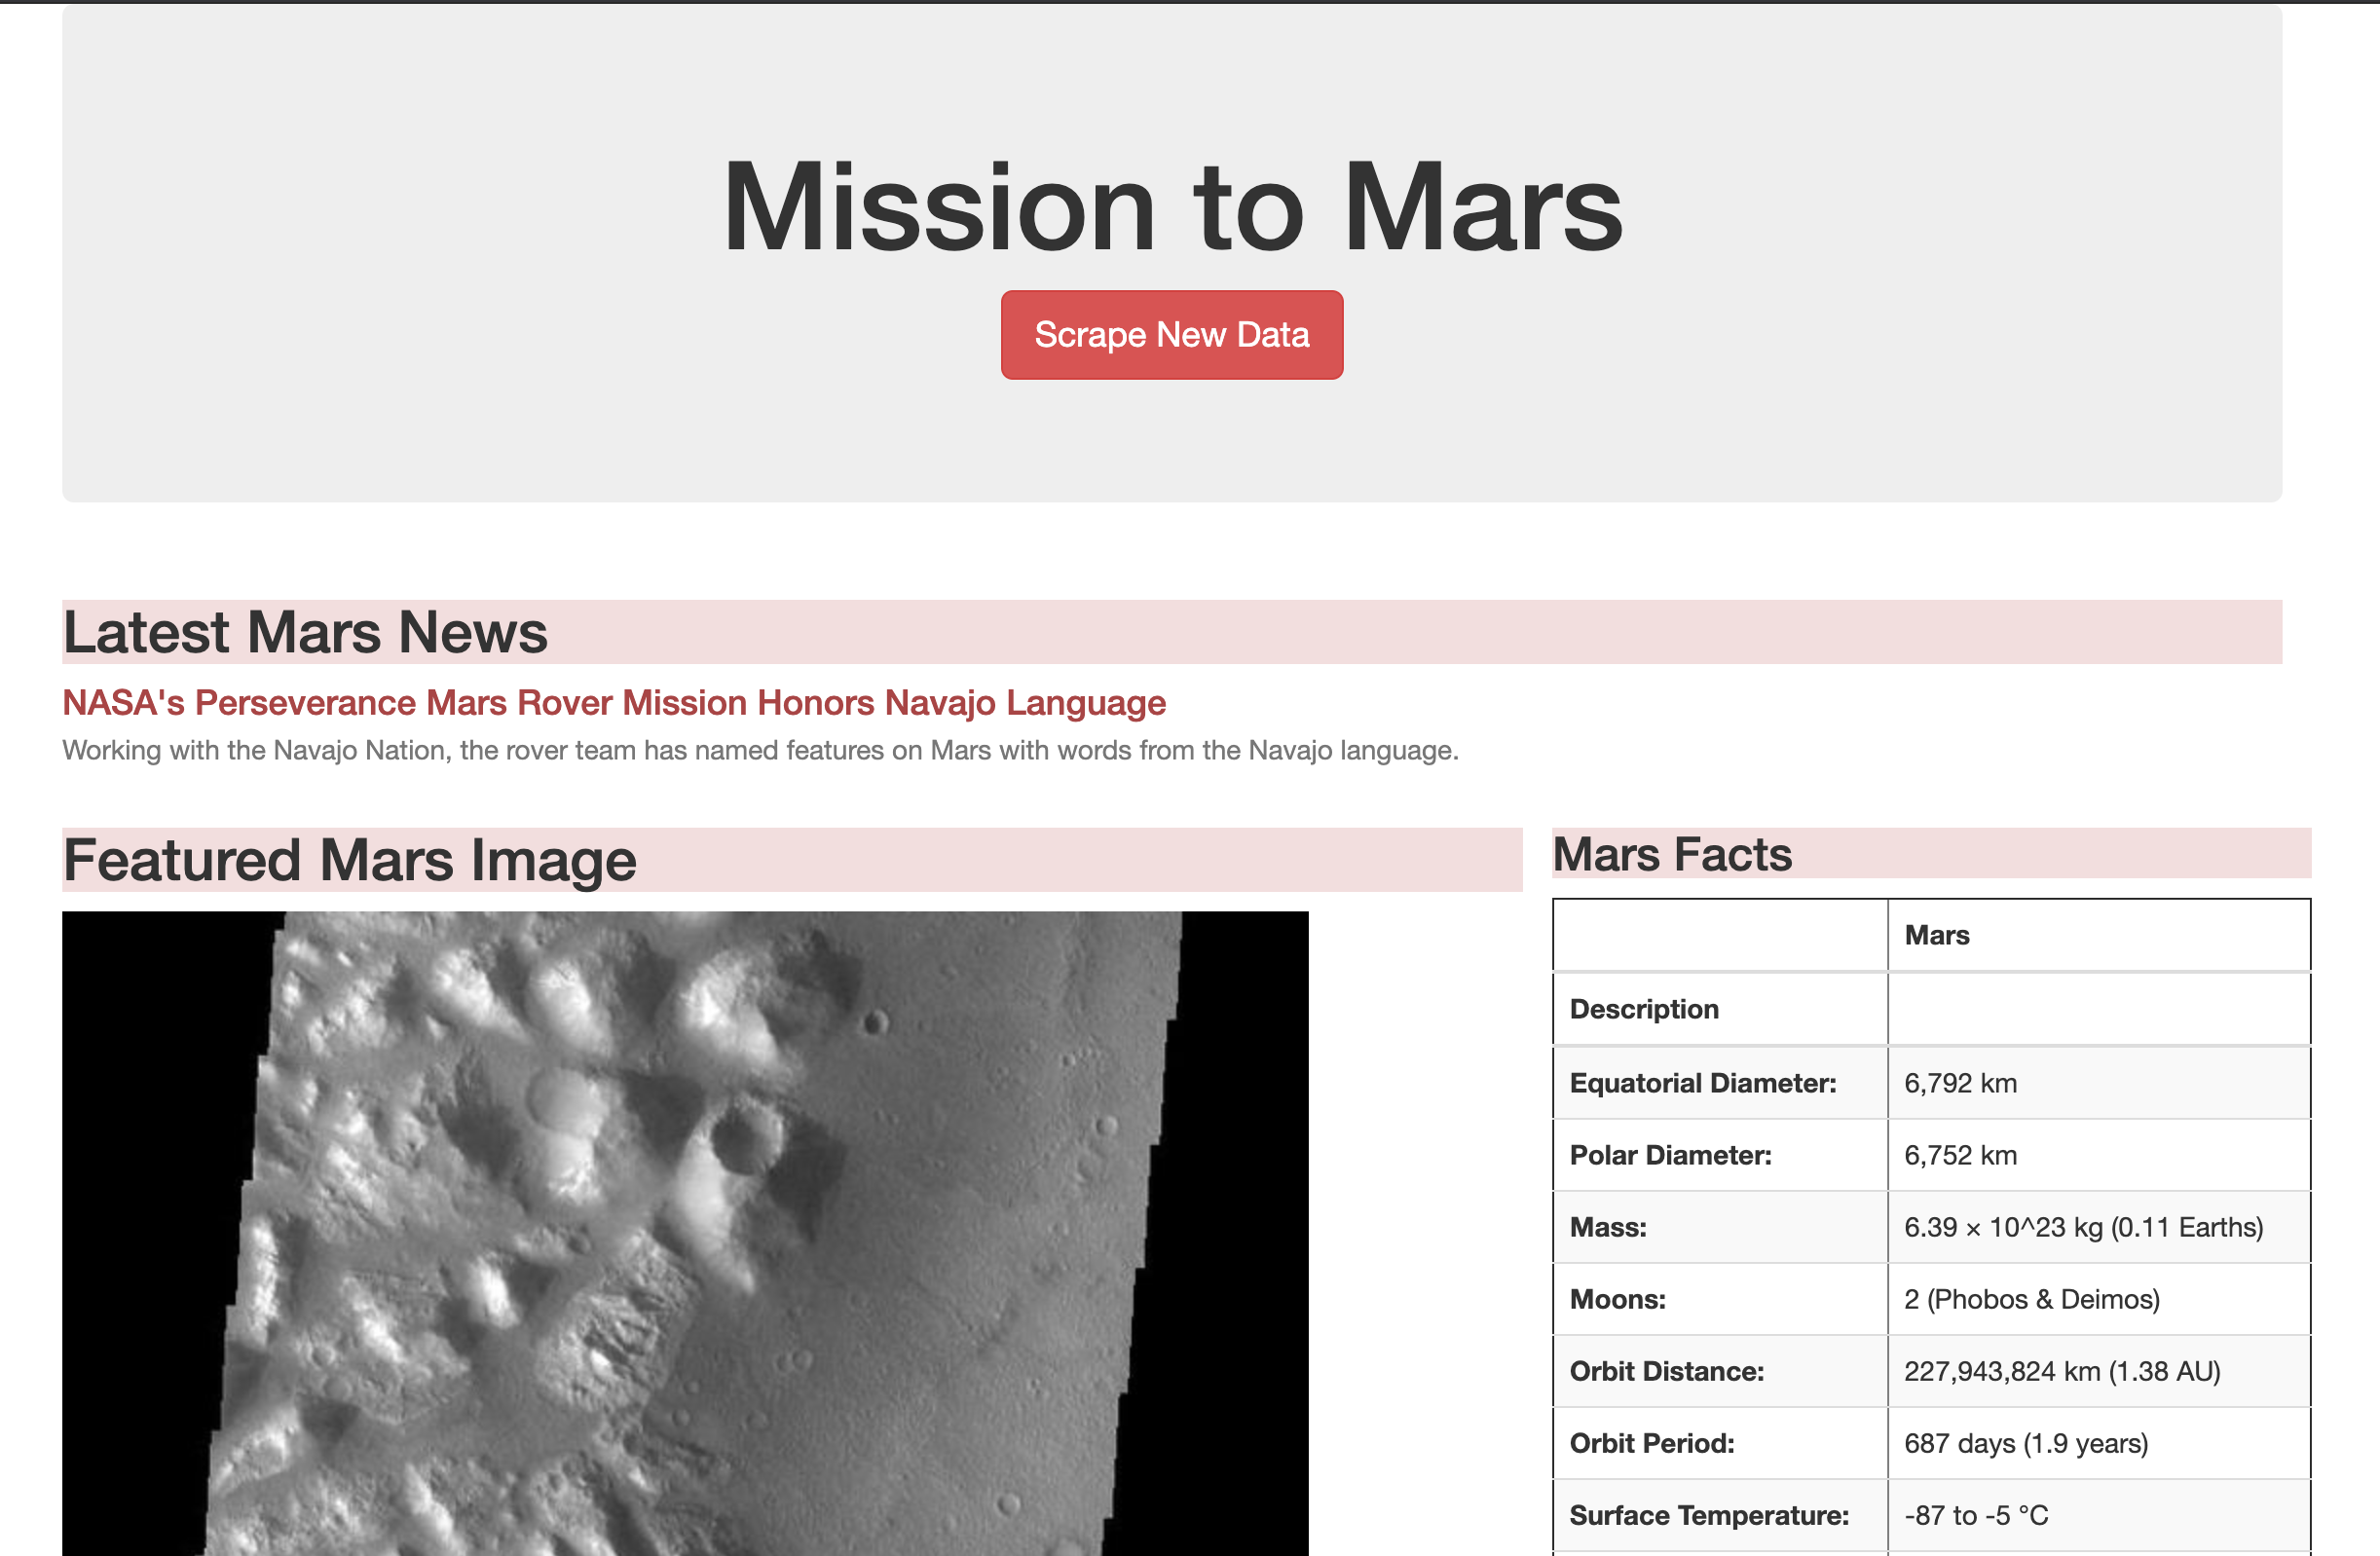 Mission to Mars
Scrape New Data
Latest Mars News
NASA's Perseverance Mars Rover Mission Honors Navajo Language
Working with the Navajo Nation, the rover team has named features on Mars with words from the Navajo language.
Featured Mars Image
Mars Facts
Mars
Description
Equatorial Diameter: 6,792 km
Polar Diameter: 6,752 km
Mass: 6.39 × 10^23 kg (0.11 Earths)
Moons: 2 (Phobos & Deimos)
Orbit Distance: 227,943,824 km (1.38 AU)
Orbit Period: 687 days (1.9 years)
Surface Temperature: -87 to -5 °C